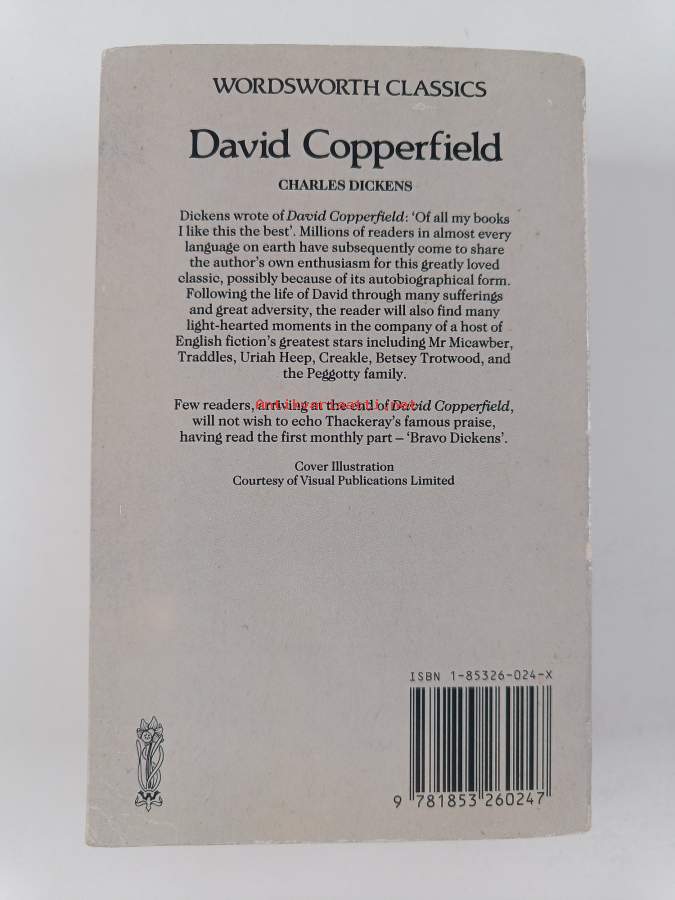 WORDSWORTH CLASSICS
David Copperfield
CHARLES DICKENS
Dickens wrote of David Copperfield: ‘Of all my books
I like this the best’. Millions of readers in almost every
language on earth have subsequently come to share
the author’s own enthusiasm for this greatly loved
classic, possibly because of its autobiographical form.
Following the life of David through many sufferings
and great adversity, the reader will also find many
light-hearted moments in the company of a host of
English fiction’s greatest stars including Mr Micawber,
Traddles, Uriah Heep, Creakle, Betsey Trotwood, and
the Peggotty family.
Few readers, arriving at the end of David Copperfield,
will not wish to echo Thackeray’s famous praise,
having read the first monthly part – ‘Bravo Dickens’.
Cover Illustration
Courtesy of Visual Publications Limited
ISBN 1-85326-024-X
9 781853 260247
W